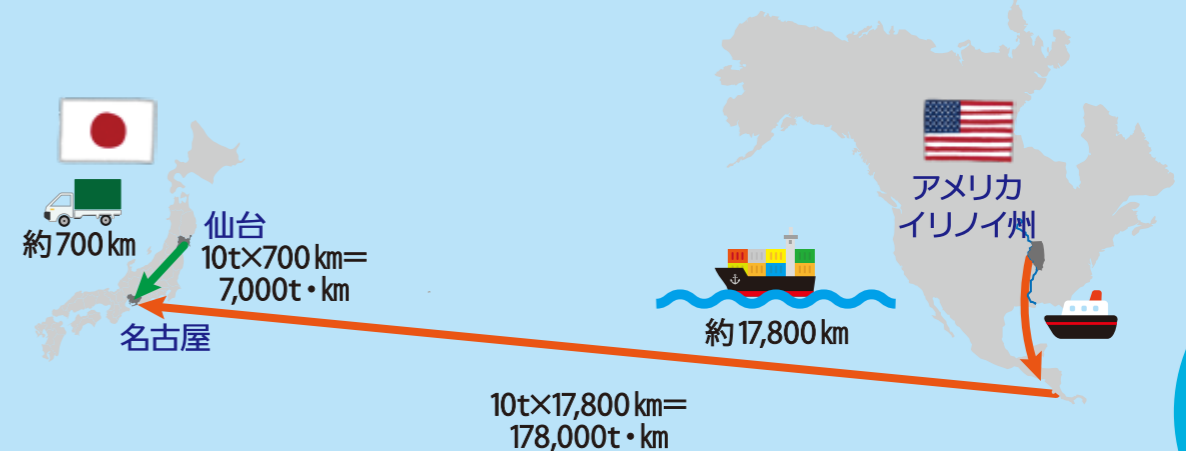 約700km
仙台
10t×700km＝
7,000t・km
名古屋
アメリカ
イリノイ州
約17,800km
10t×17,800km＝
178,000t・km